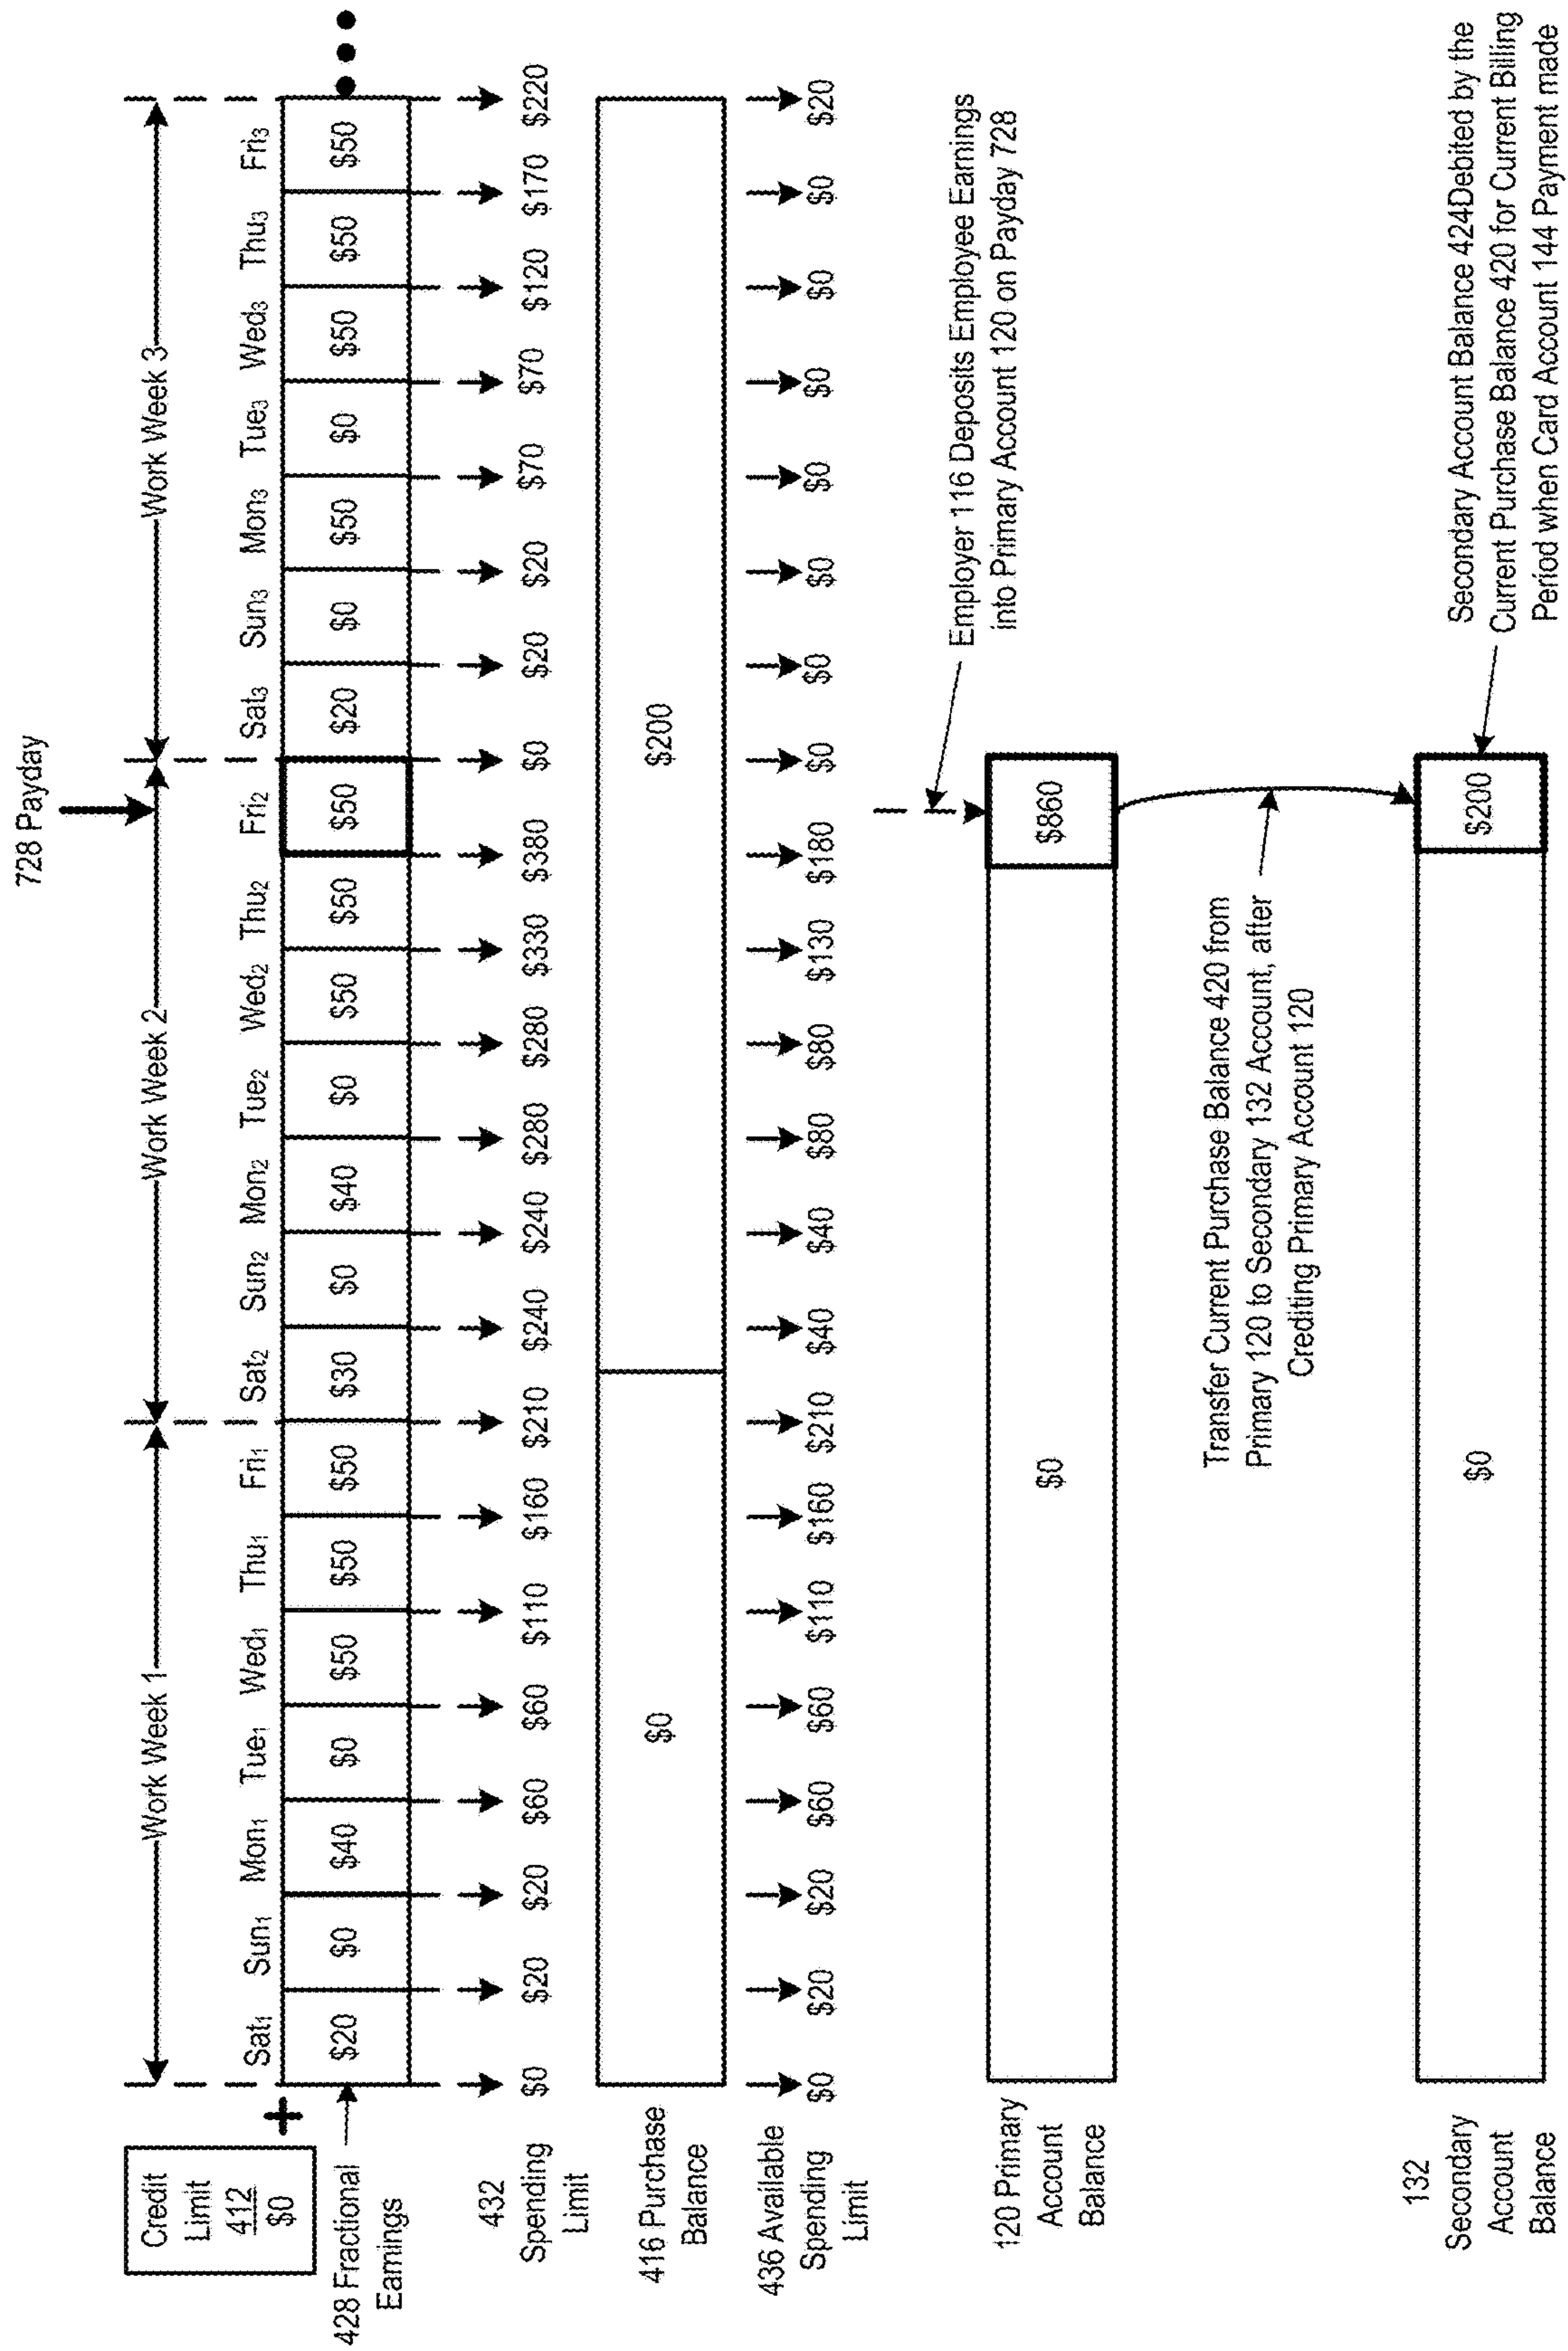 728 Payday
Work Week 1
Work Week 2
Work Week 3
Credit
Limit
412
$0
+
Sat1 Sun1 Mon1 Tue1 Wed1 Thu1 Fri1 Sat2 Sun2 Mon2 Tue2 Wed2 Thu2 Fri2 Sat3 Sun3 Mon3 Tue3 Wed3 Thu3 Fri3
428 Fractional
Earnings
$20 $0 $40 $0 $50 $50 $50 $30 $0 $40 $0 $50 $50 $50 $20 $0 $50 $0 $50 $50 $50
432
Spending
Limit
$0 $20 $20 $60 $60 $110 $160 $210 $240 $240 $280 $280 $330 $380 $0 $20 $20 $70 $70 $120 $170 $220
416 Purchase
Balance
$0 $200
436 Available
Spending
Limit
$0 $20 $20 $60 $60 $110 $160 $210 $40 $40 $80 $80 $130 $180 $0 $0 $0 $0 $0 $0 $0 $20
Employer 116 Deposits Employee Earnings
into Primary Account 120 on Payday 728
120 Primary
Account
Balance
$0 $860
Transfer Current Purchase Balance 420 from
Primary 120 to Secondary 132 Account, after
Crediting Primary Account 120
132
Secondary
Account
Balance
$0 $200
Secondary Account Balance 424Debited by the
Current Purchase Balance 420 for Current Billing
Period when Card Account 144 Payment made